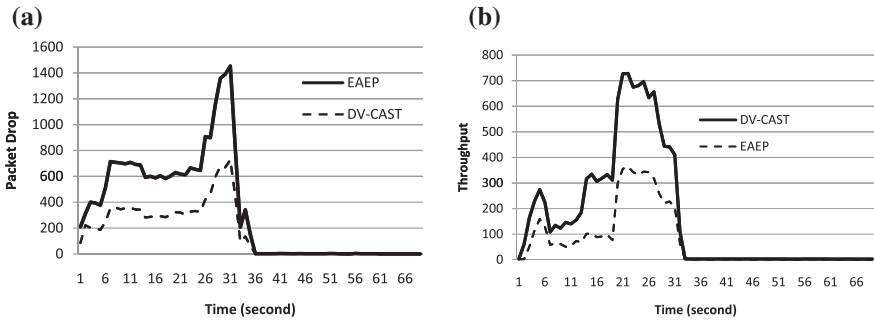 (a)
Packet Drop
1600
1400
1200
1000
800
600
400
200
0
EAEP
DV-CAST
1 6 11 16 21 26 31 36 41 46 51 56 61 66
Time (second)
(b)
Throughput
800
700
600
500
400
300
200
100
0
DV-CAST
EAEP
1 6 11 16 21 26 31 36 41 46 51 56 61 66
Time (second)